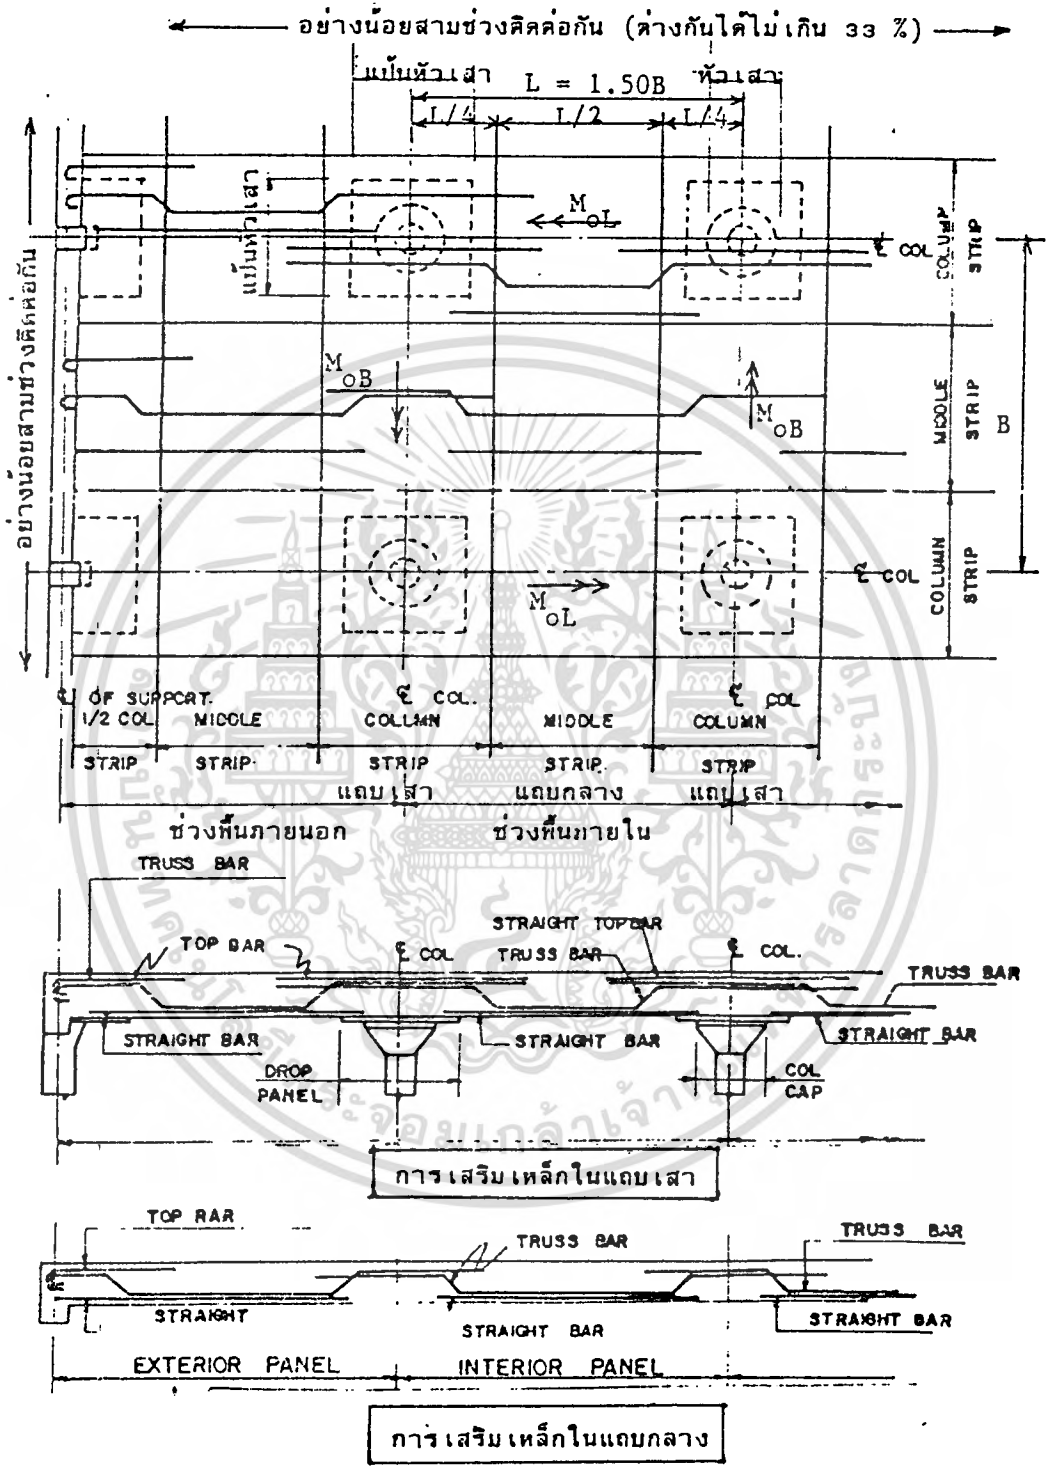 อย่างน้อยสามช่วงติดต่อกัน (ต่างกันได้ไม่เกิน 33 %)
แป้นหัวเสา
L = 1.50B
หัวเสา
L/4
L/2
L/4
อย่างน้อยสามช่วงติดต่อกัน
แป้นหัวเสา
MoL
℄ COL
COLUMN
STRIP
MoB
MoB
MIDDLE
STRIP
B
MoL
℄ COL
COLUMN
STRIP
℄ OF SUPPORT.
℄ COL.
℄ COL
1/2 COL
MIDDLE
COLUMN
MIDDLE
COLUMN
STRIP
STRIP.
STRIP
STRIP.
STRIP
แถบเสา
แถบกลาง
แถบเสา
ช่วงพื้นภายนอก
ช่วงพื้นภายใน
TRUSS BAR
TOP BAR
℄ COL
STRAIGHT TOP BAR
TRUSS BAR
℄ COL.
TRUSS BAR
STRAIGHT BAR
STRAIGHT BAR
STRAIGHT BAR
DROP
PANEL
COL
CAP
การเสริมเหล็กในแถบเสา
TOP BAR
TRUSS BAR
TRUSS BAR
STRAIGHT
STRAIGHT BAR
STRAIGHT BAR
EXTERIOR PANEL
INTERIOR PANEL
การเสริมเหล็กในแถบกลาง